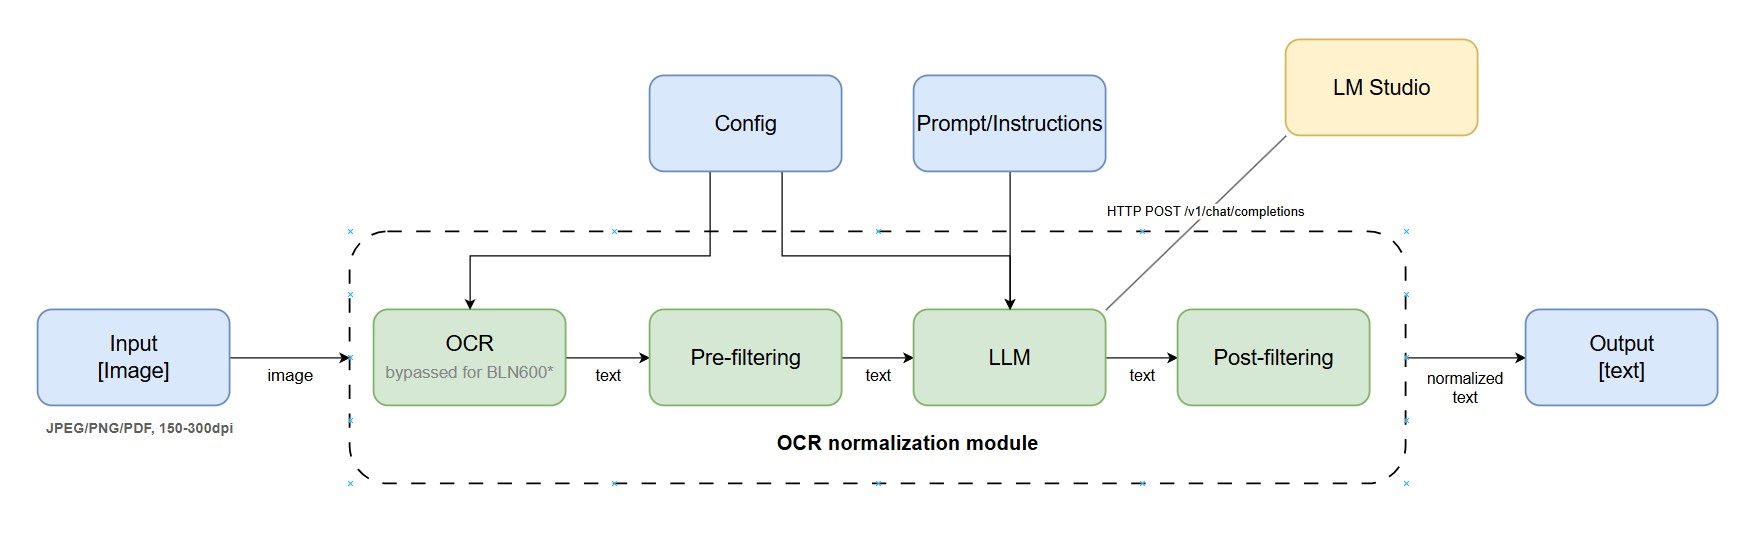 LM Studio
Config
Prompt/Instructions
HTTP POST /v1/chat/completions
Input
[Image]
image
JPEG/PNG/PDF, 150-300dpi
OCR
bypassed for BLN600*
text
Pre-filtering
text
LLM
text
Post-filtering
normalized
text
Output
[text]
OCR normalization module